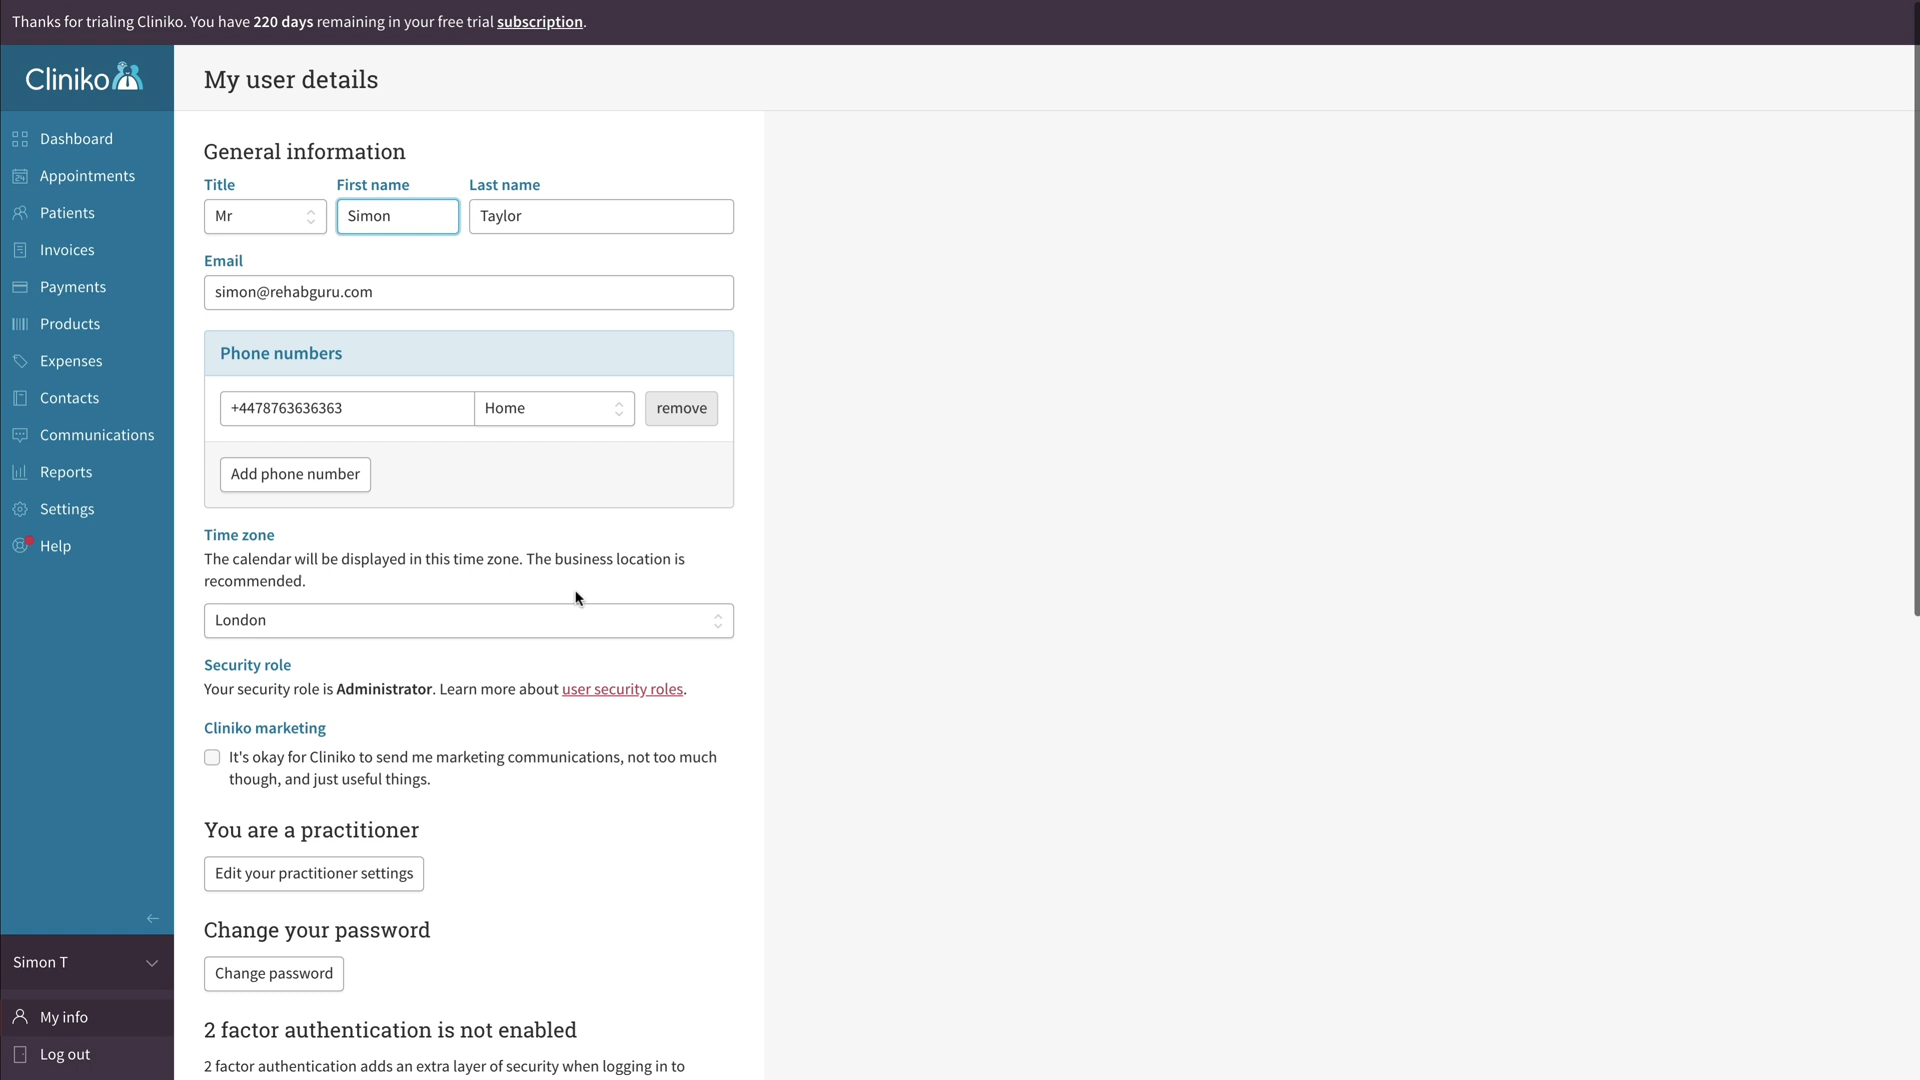 Thanks for trialing Cliniko. You have 220 days remaining in your free trial subscription.
Cliniko
My user details
Dashboard
Appointments
24
Patients
Invoices
Payments
Products
Expenses
Contacts
Communications
Reports
Settings
Help
General information
Title First name Last name
Mr Simon Taylor
Email
simon@rehabguru.com
Phone numbers
+4478763636363 Home remove
Add phone number
Time zone
The calendar will be displayed in this time zone. The business location is
recommended.
London
Security role
Your security role is Administrator. Learn more about user security roles.
Cliniko marketing
It's okay for Cliniko to send me marketing communications, not too much
though, and just useful things.
You are a practitioner
Edit your practitioner settings
Change your password
Change password
2 factor authentication is not enabled
2 factor authentication adds an extra layer of security when logging in to
Simon T
My info
Log out